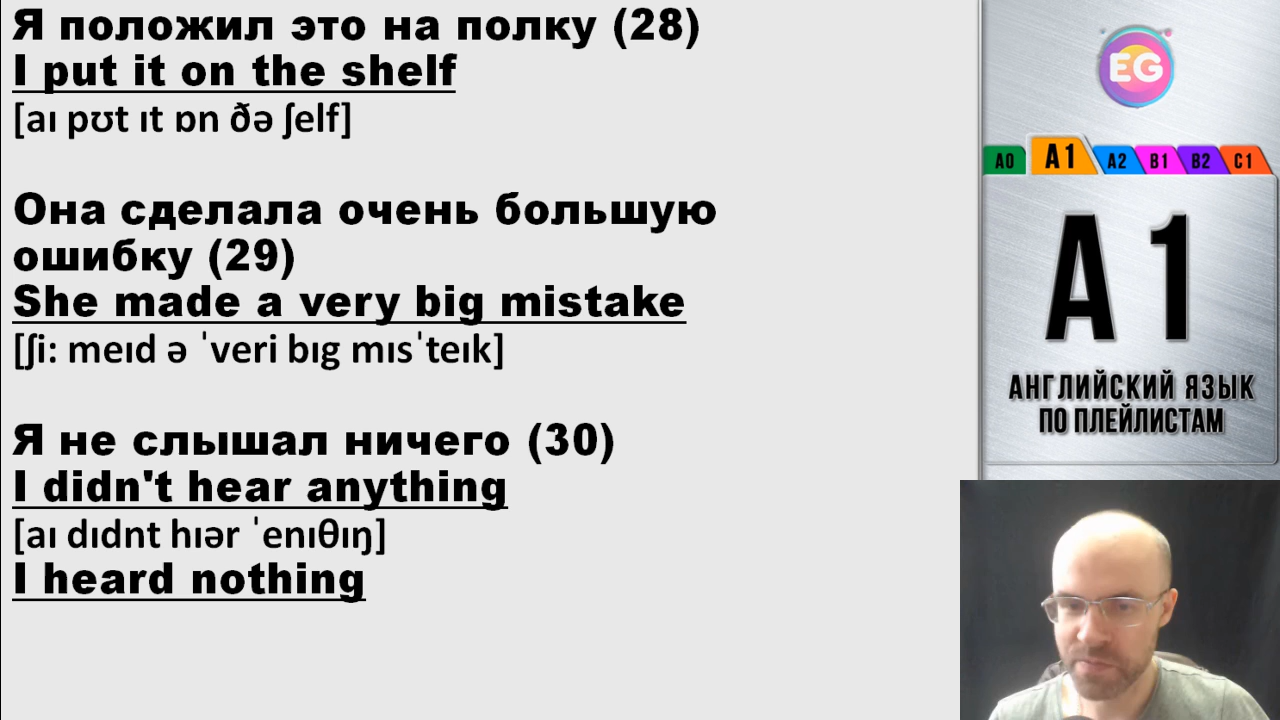 Я положил это на полку (28)
I put it on the shelf
[aɪ pʊt ɪt ɒn ðə ʃelf]
Она сделала очень большую
ошибку (29)
She made a very big mistake
[ʃi: meɪd ə ˈveri bɪg mɪsˈteɪk]
Я не слышал ничего (30)
I didn't hear anything
[aɪ dɪdnt hɪər ˈenɪθɪŋ]
I heard nothing
EG
A0
A1
A2
B1
B2
C1
A1
АНГЛИЙСКИЙ ЯЗЫК
ПО ПЛЕЙЛИСТАМ